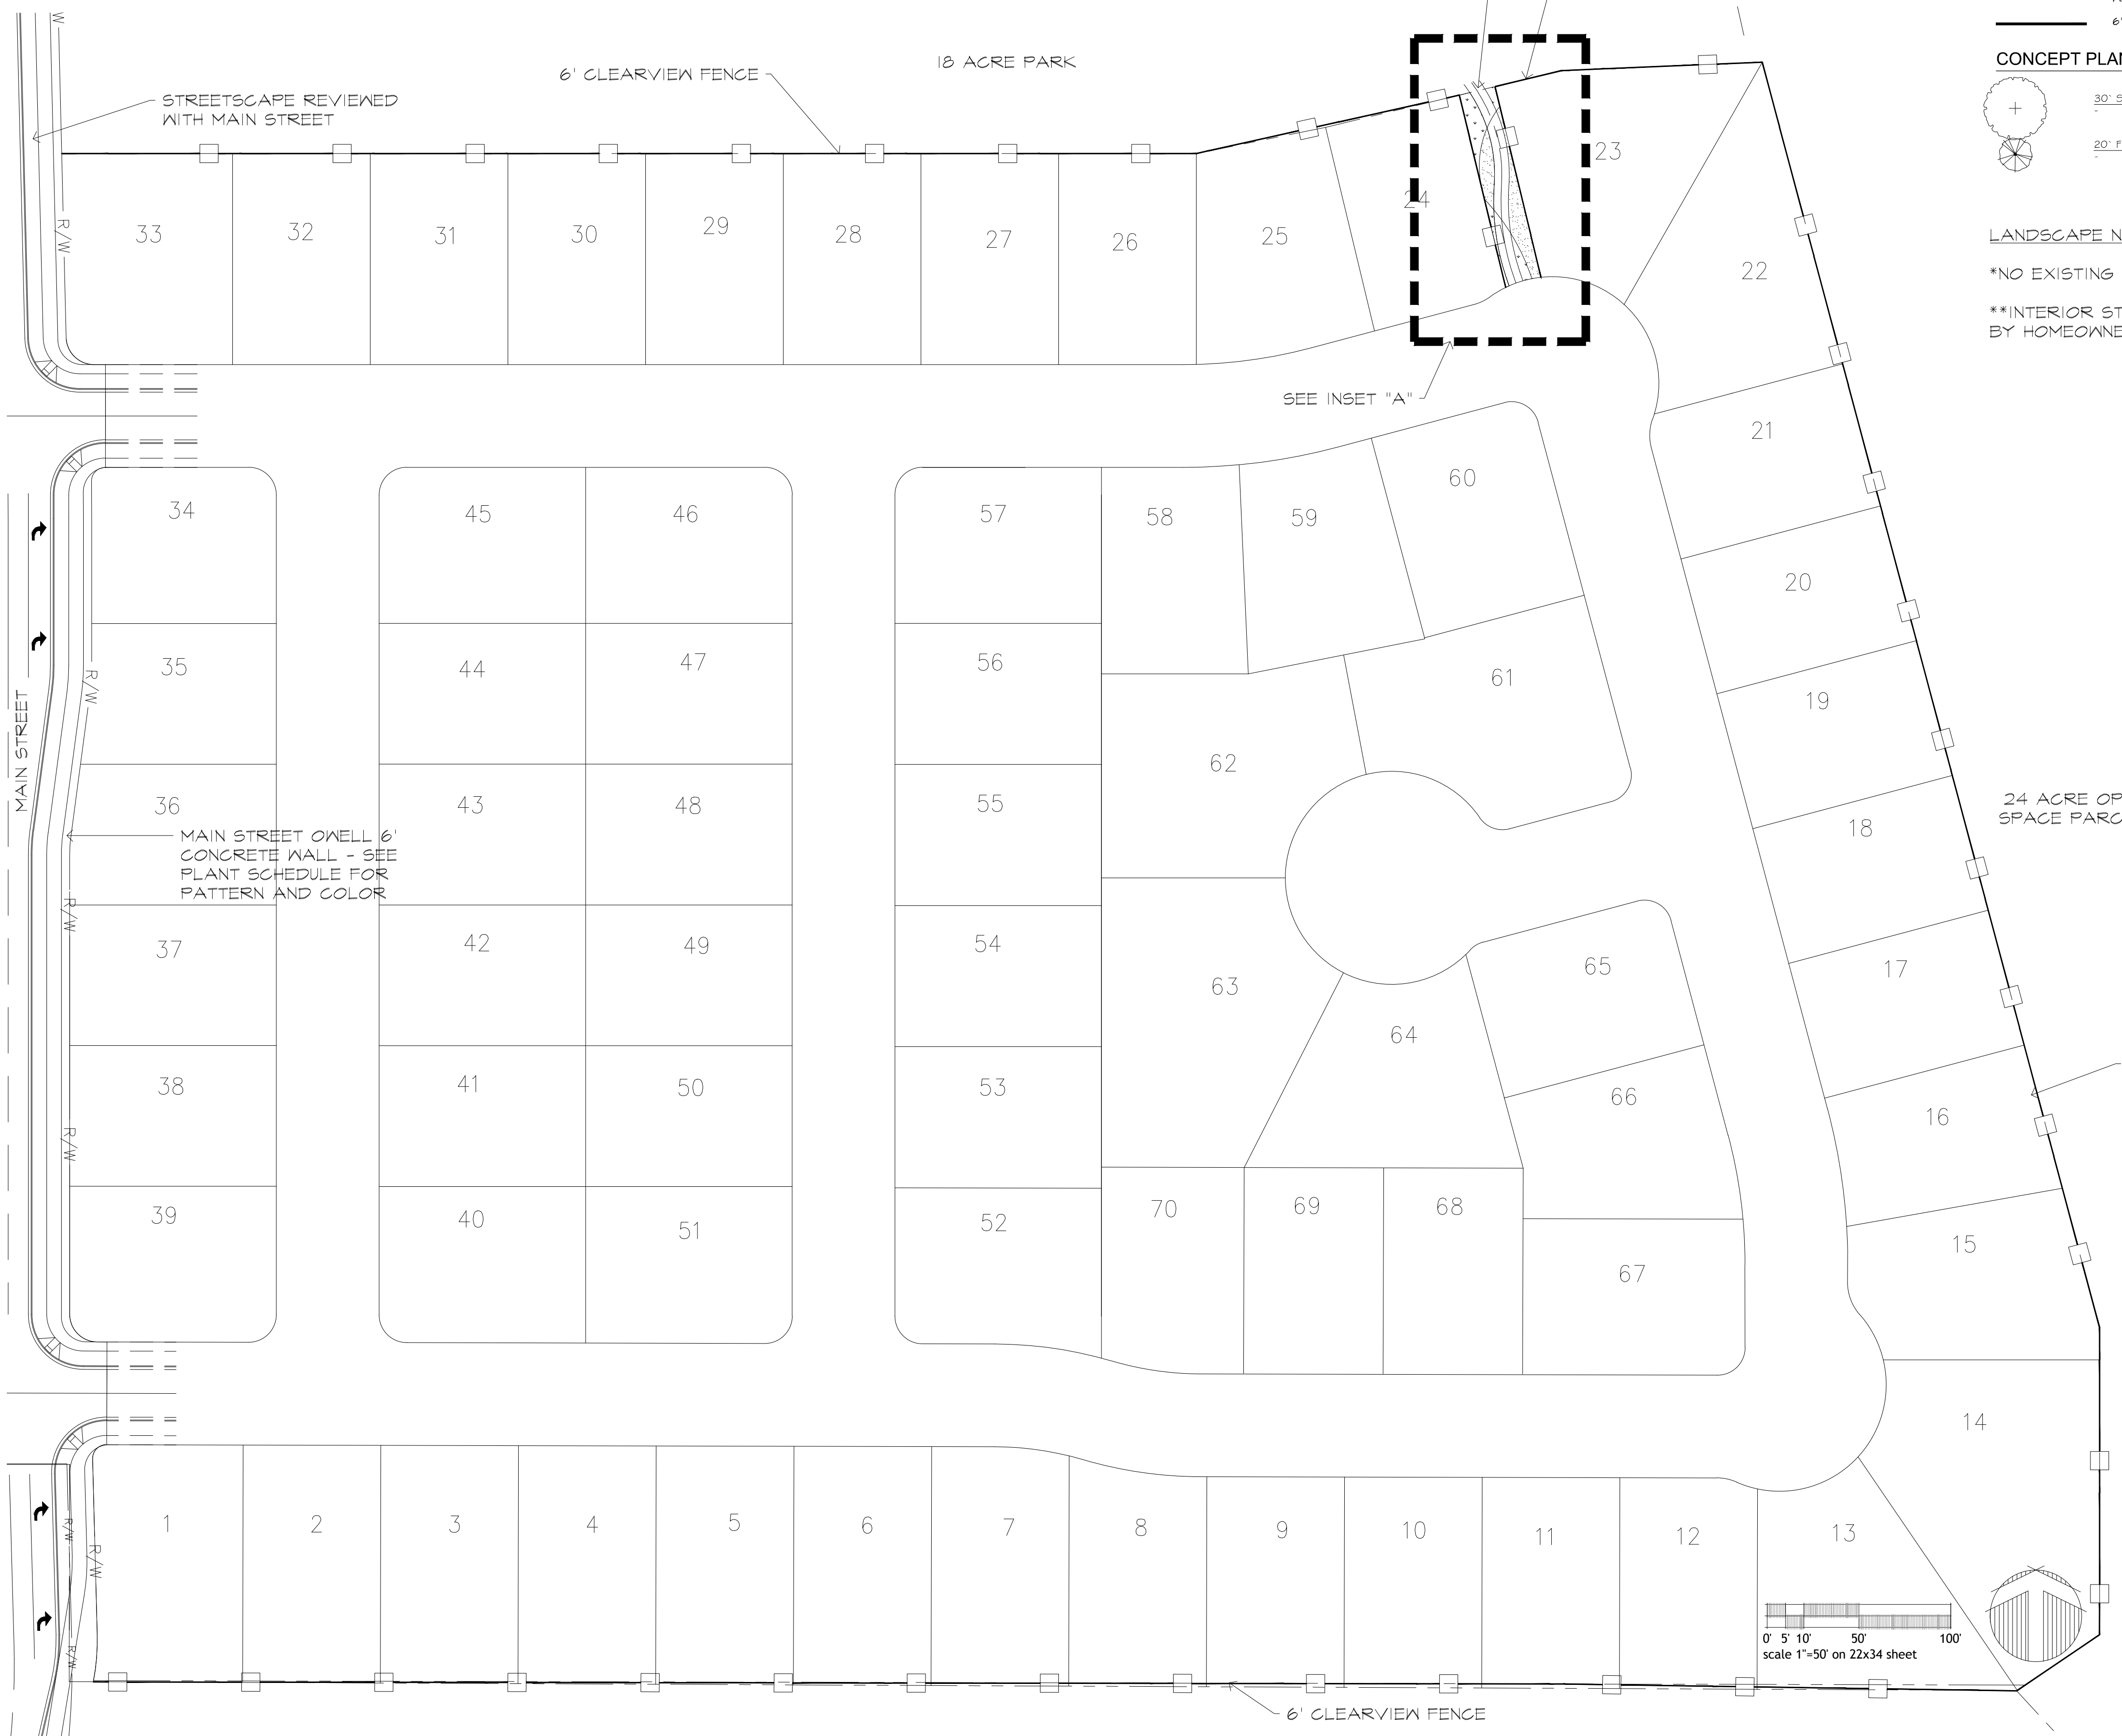 W
6' CLEARVIEW FENCE
18 ACRE PARK
STREETSCAPE REVIEWED
WITH MAIN STREET
6'
CONCEPT PLAN
30' S
20' F
LANDSCAPE N
*NO EXISTING
**INTERIOR ST
BY HOMEOWNE
R/W
33
32
31
30
29
28
27
26
25
24
23
22
SEE INSET "A"
21
20
19
18
17
16
15
14
34
45
46
57
58
59
60
35
44
47
56
61
R/W
MAIN STREET
36
43
48
55
62
MAIN STREET OWELL 6'
CONCRETE WALL - SEE
PLANT SCHEDULE FOR
PATTERN AND COLOR
24 ACRE OP
SPACE PARC
R/W
37
42
49
54
63
64
65
R/W
38
41
50
53
66
39
40
51
52
70
69
68
67
R/W
R/W
R/W
1
2
3
4
5
6
7
8
9
10
11
12
13
0' 5' 10' 50' 100'
scale 1"=50' on 22x34 sheet
6' CLEARVIEW FENCE